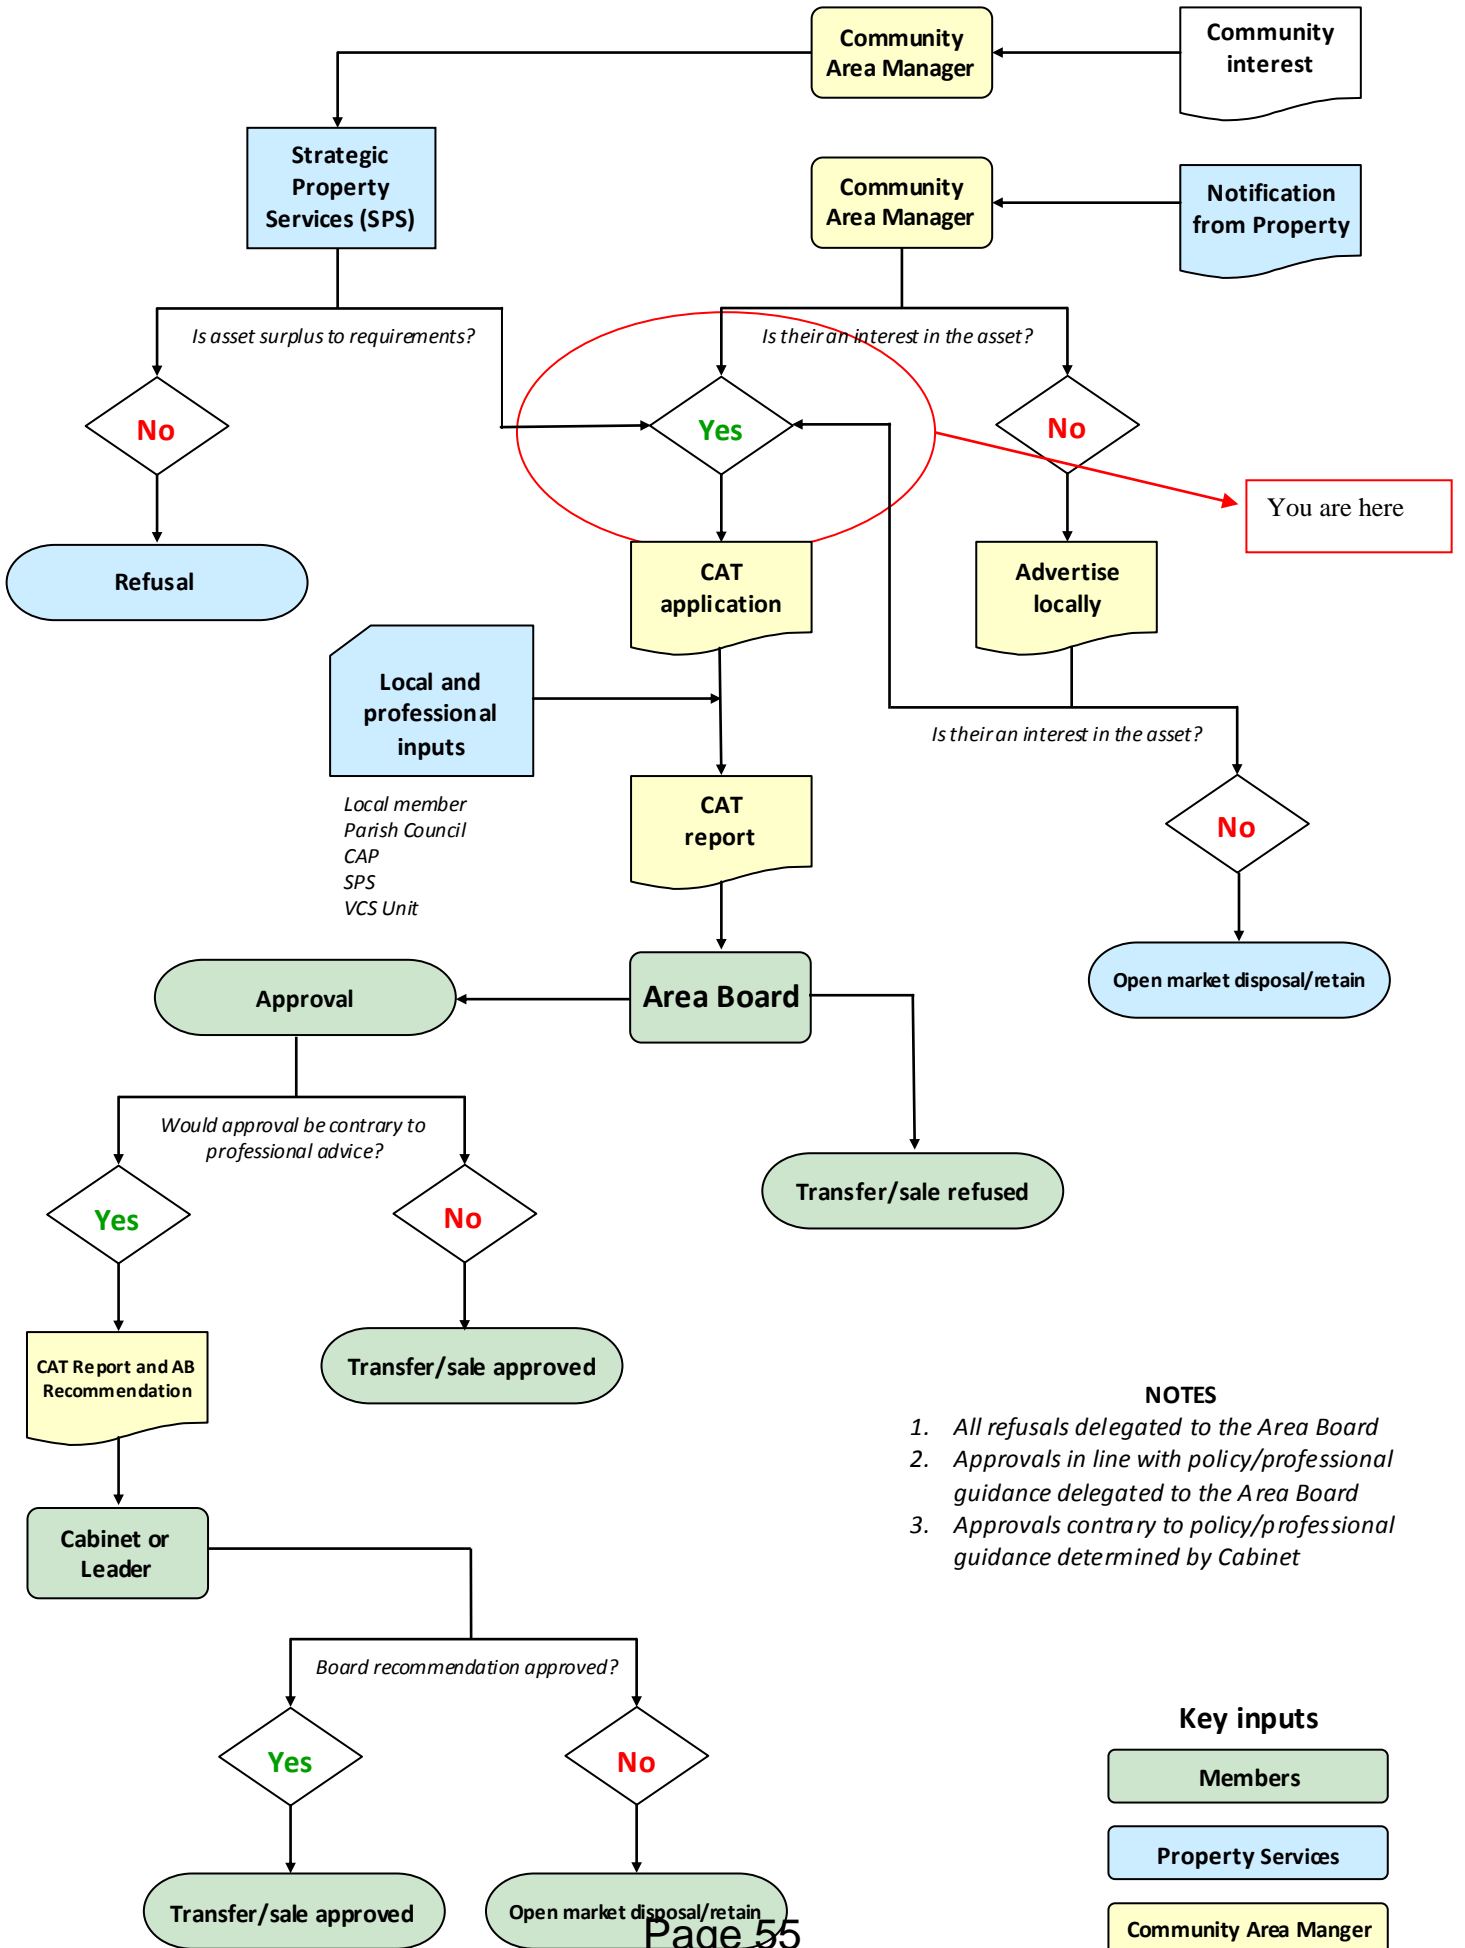 Community
Area Manager
Community
interest
Strategic
Property
Services (SPS)
Community
Area Manager
Notification
from Property
Is asset surplus to requirements?
Is their an interest in the asset?
No
Yes
No
You are here
Refusal
CAT
application
Advertise
locally
Local and
professional
inputs
Is their an interest in the asset?
Local member
Parish Council
CAP
SPS
VCS Unit
CAT
report
No
Approval
Area Board
Open market disposal/retain
Would approval be contrary to
professional advice?
Yes
No
Transfer/sale refused
CAT Report and AB
Recommendation
Transfer/sale approved
NOTES
1. All refusals delegated to the Area Board
2. Approvals in line with policy/professional
guidance delegated to the Area Board
3. Approvals contrary to policy/professional
guidance determined by Cabinet
Cabinet or
Leader
Board recommendation approved?
Yes
No
Key inputs
Members
Property Services
Community Area Manger
Transfer/sale approved
Open market disposal/retain
Page 55